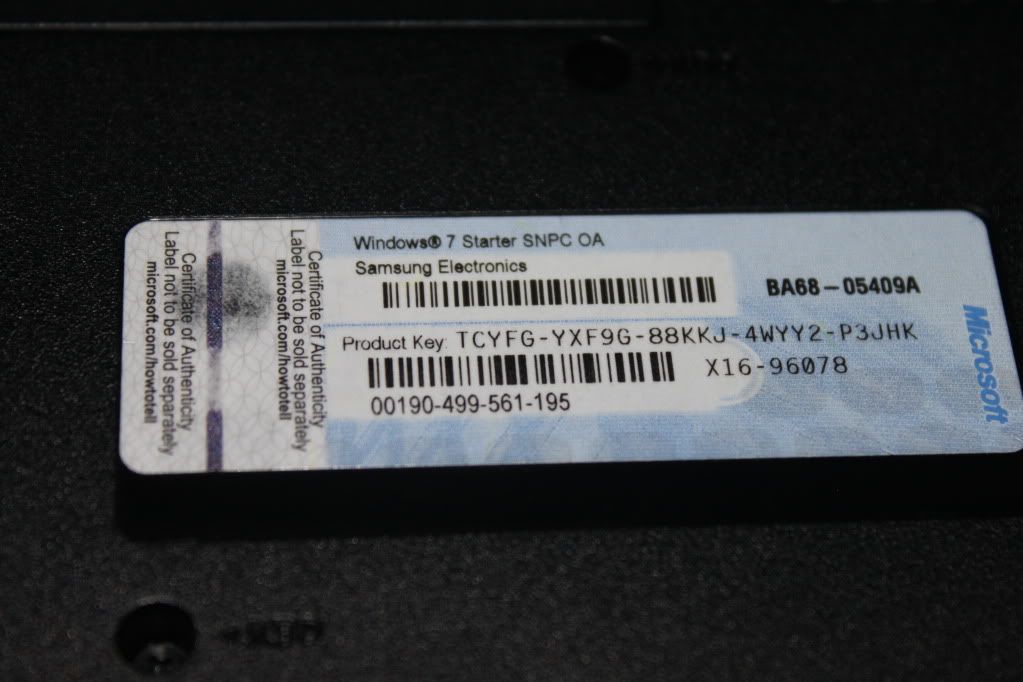 Windows® 7 Starter SNPC OA
Samsung Electronics
BA68-05409A
Product Key: TCYFG-YXF9G-88KKJ-4WYY2-P3JHK
X16-96078
00190-499-561-195
Certificate of Authenticity
Label not to be sold separately
microsoft.com/howtotell
Certificate of Authenticity
Label not to be sold separately
microsoft.com/howtotell
Microsoft